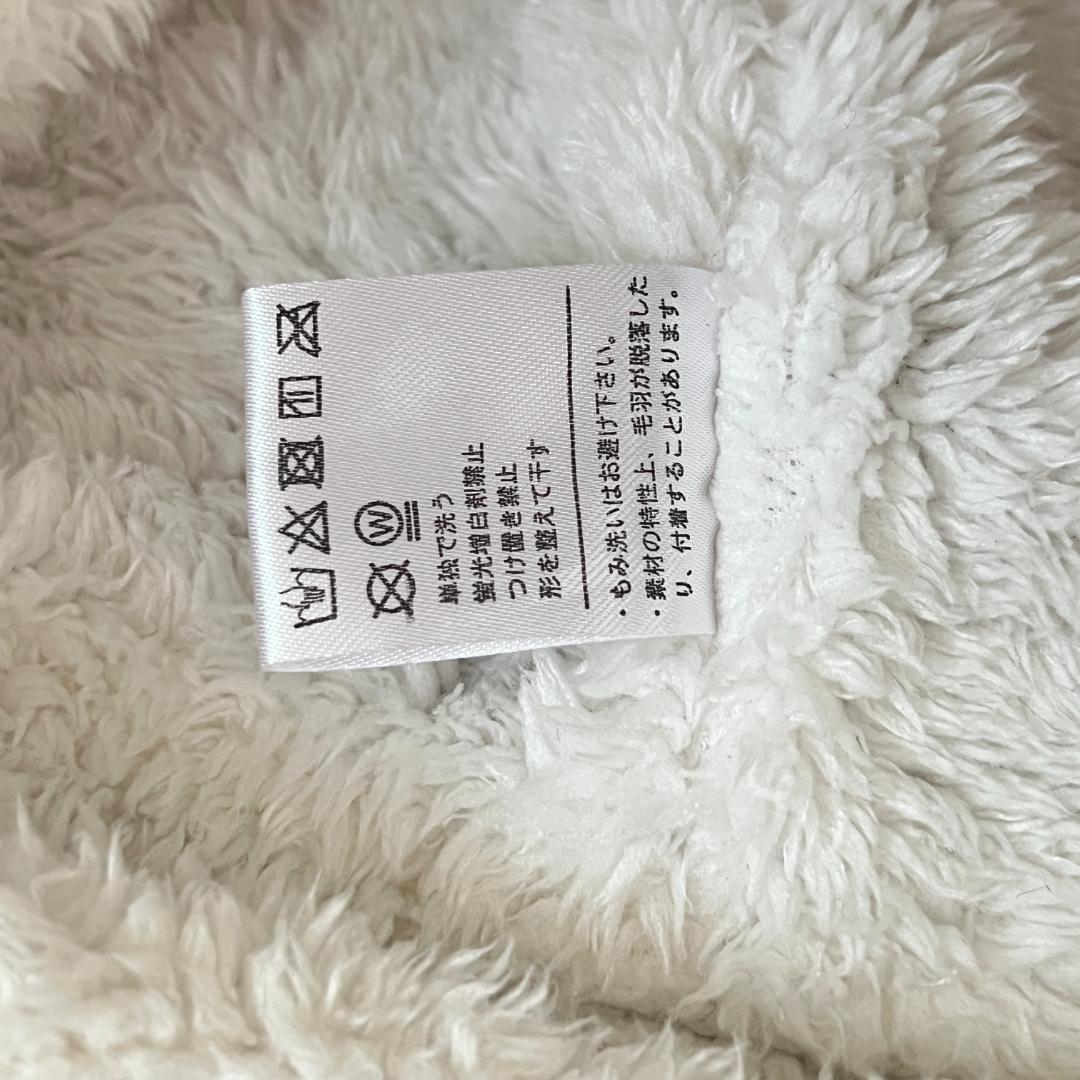 W
単独で洗う
蛍光増白剤禁止
つけ置き禁止
形を整えて干す
・もみ洗いはお避け下さい。
・素材の特性上、毛羽が脱落した
り、付着することがあります。